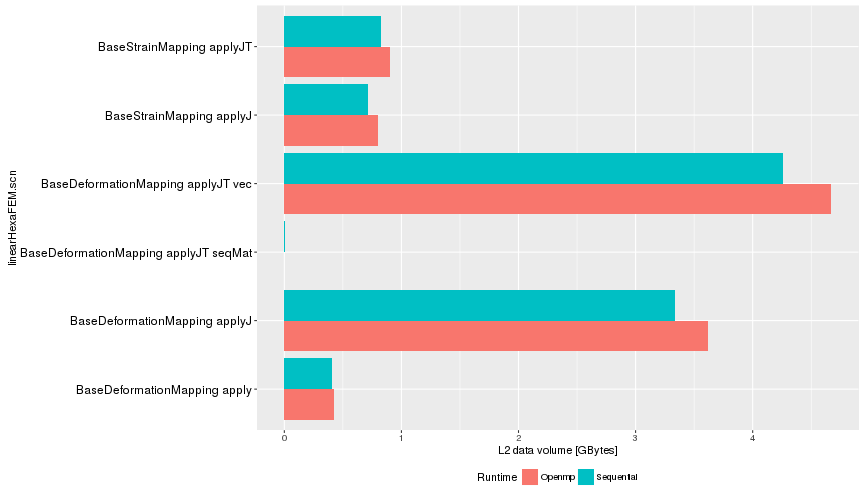 BaseStrainMapping applyJT
BaseStrainMapping applyJ
BaseDeformationMapping applyJT vec
BaseDeformationMapping applyJT seqMat
BaseDeformationMapping applyJ
BaseDeformationMapping apply
linearHexaFEM.scn
0 1 2 3 4
L2 data volume [GBytes]
Runtime Openmp Sequential